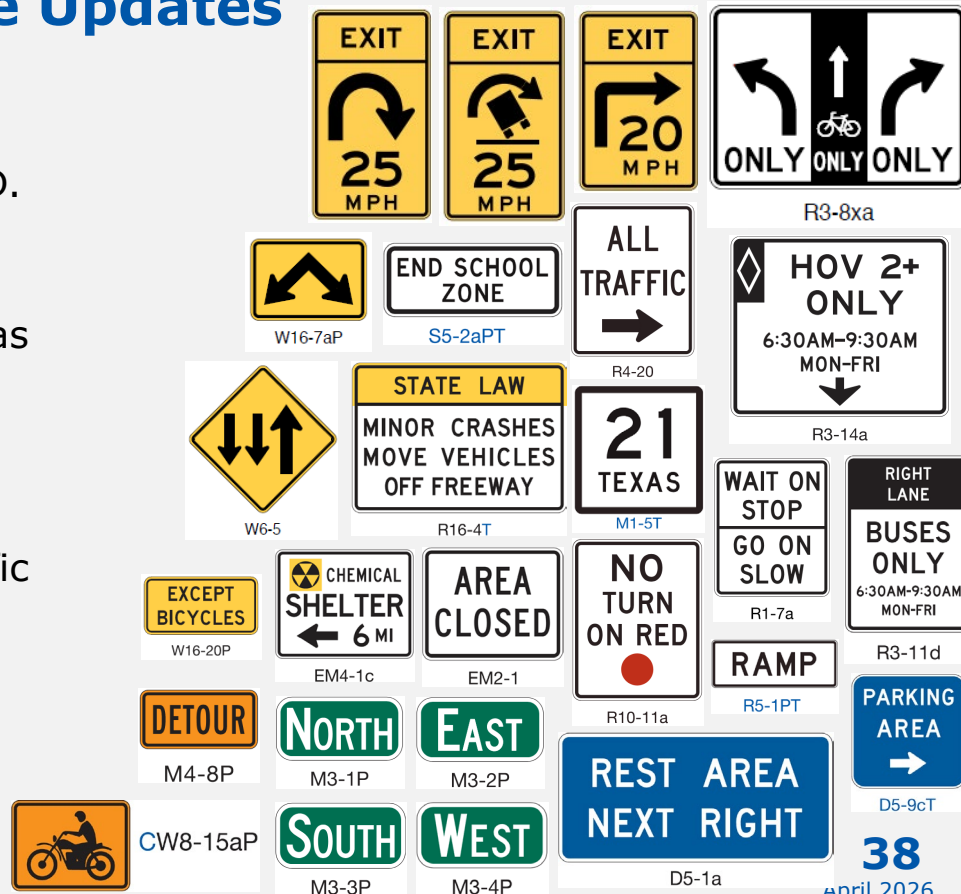 e Updates
O.
as
fic
EXIT
25
MPH
EXIT
25
MPH
EXIT
20
MPH
ONLY ONLY ONLY
R3-8xa
W16-7aP
END SCHOOL
ZONE
S5-2aPT
ALL
TRAFFIC
R4-20
HOV 2+
ONLY
6:30AM–9:30AM
MON–FRI
R3-14a
W6-5
STATE LAW
MINOR CRASHES
MOVE VEHICLES
OFF FREEWAY
R16-4T
21
TEXAS
M1-5T
WAIT ON
STOP
GO ON
SLOW
R1-7a
RIGHT
LANE
BUSES
ONLY
6:30AM-9:30AM
MON-FRI
R3-11d
EXCEPT
BICYCLES
W16-20P
CHEMICAL
SHELTER
6 MI
EM4-1c
AREA
CLOSED
EM2-1
NO
TURN
ON RED
R10-11a
RAMP
R5-1PT
PARKING
AREA
D5-9cT
DETOUR
M4-8P
NORTH
M3-1P
EAST
M3-2P
REST AREA
NEXT RIGHT
D5-1a
CW8-15aP
SOUTH
M3-3P
WEST
M3-4P
38
April 2026